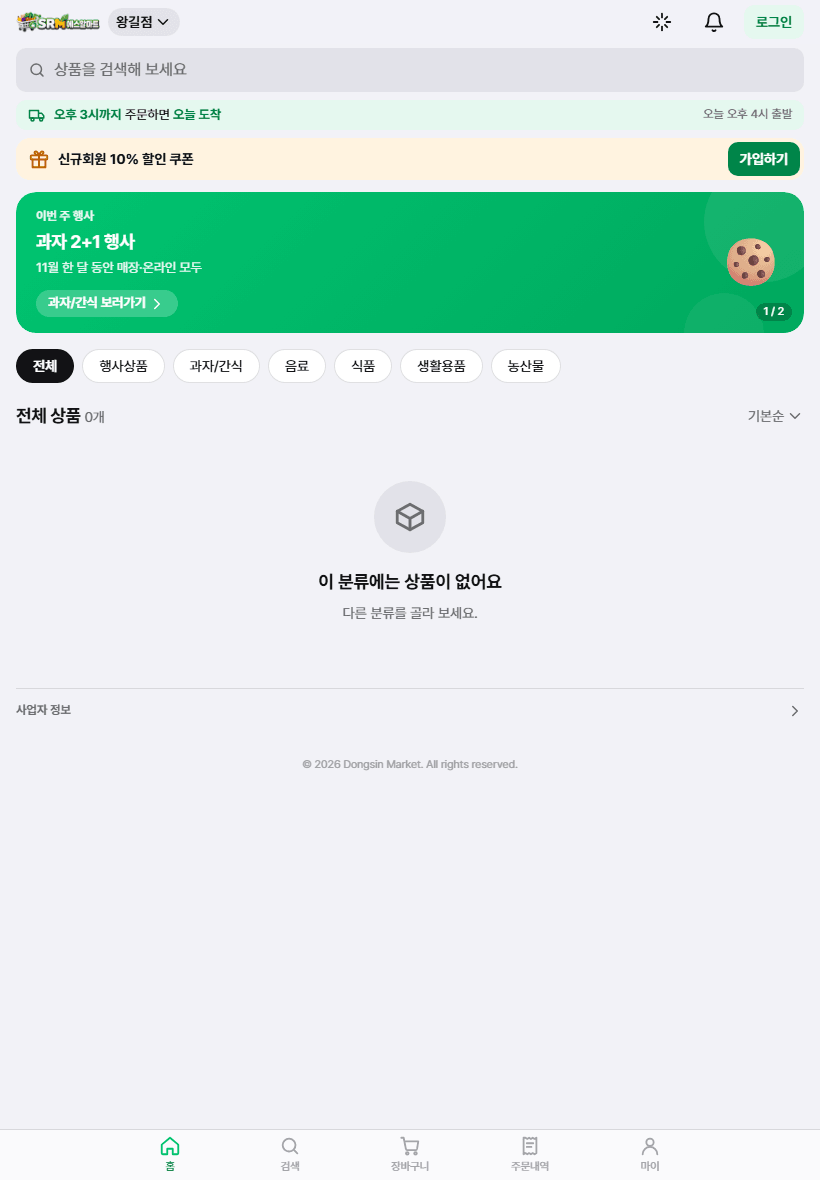 SRM에스알마트
왕길점
로그인
상품을 검색해 보세요
오후 3시까지 주문하면 오늘 도착
오늘 오후 4시 출발
신규회원 10% 할인 쿠폰
가입하기
이번 주 행사
과자 2+1 행사
11월 한 달 동안 매장·온라인 모두
과자/간식 보러가기
1 / 2
전체
행사상품
과자/간식
음료
식품
생활용품
농산물
전체 상품 0개
기본순
이 분류에는 상품이 없어요
다른 분류를 골라 보세요.
사업자 정보
© 2026 Dongsin Market. All rights reserved.
홈
검색
장바구니
주문내역
마이